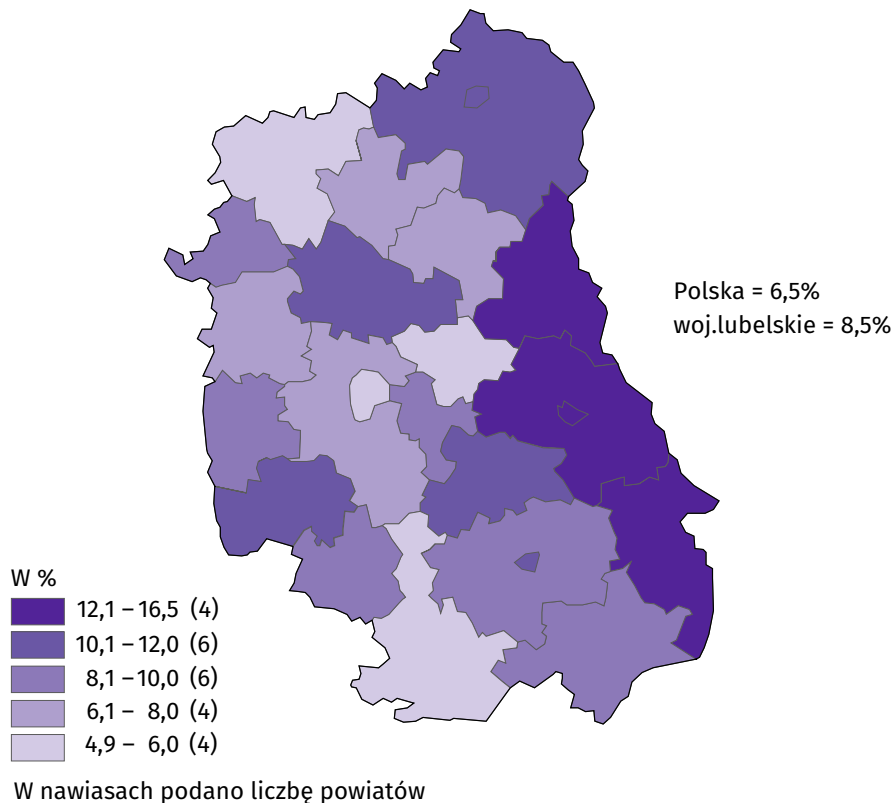 Polska = 6,5%
woj.lubelskie = 8,5%
W %
12,1 – 16,5 (4)
10,1 – 12,0 (6)
8,1 – 10,0 (6)
6,1 – 8,0 (4)
4,9 – 6,0 (4)
W nawiasach podano liczbę powiatów